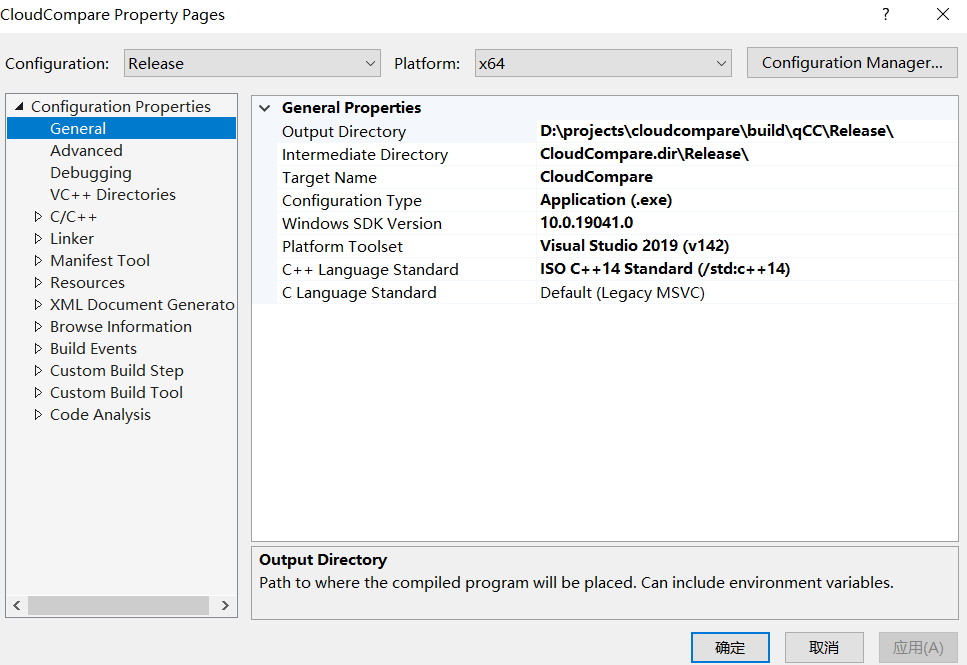 CloudCompare Property Pages
?
Configuration: Release Platform: x64 Configuration Manager...
Configuration Properties
General
Advanced
Debugging
VC++ Directories
C/C++
Linker
Manifest Tool
Resources
XML Document Generato
Browse Information
Build Events
Custom Build Step
Custom Build Tool
Code Analysis
General Properties
Output Directory D:\projects\cloudcompare\build\qCC\Release\
Intermediate Directory CloudCompare.dir\Release\
Target Name CloudCompare
Configuration Type Application (.exe)
Windows SDK Version 10.0.19041.0
Platform Toolset Visual Studio 2019 (v142)
C++ Language Standard ISO C++14 Standard (/std:c++14)
C Language Standard Default (Legacy MSVC)
Output Directory
Path to where the compiled program will be placed. Can include environment variables.
确定 取消 应用(A)